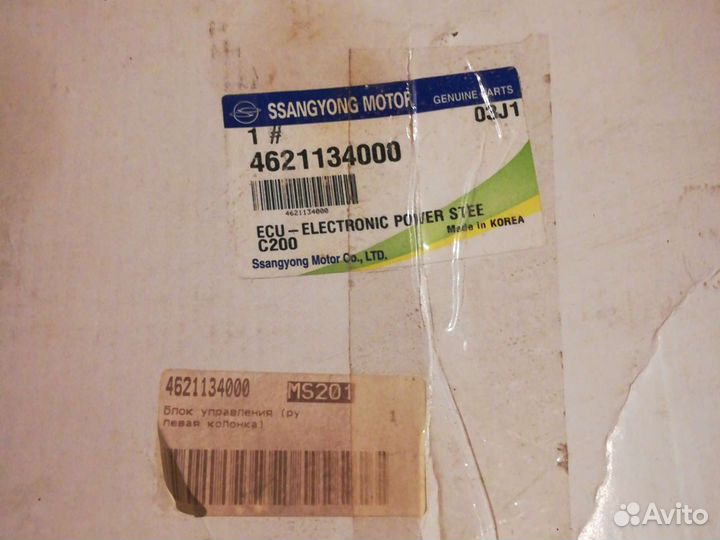 SSANGYONG MOTOR GENUINE PARTS
1 # 03J1
4621134000
4621134000
ECU - ELECTRONIC POWER STEE
C200 Made in KOREA
Ssangyong Motor Co., LTD.
4621134000 MS201
Блок управления (ру 1
левая колонка)
Avito